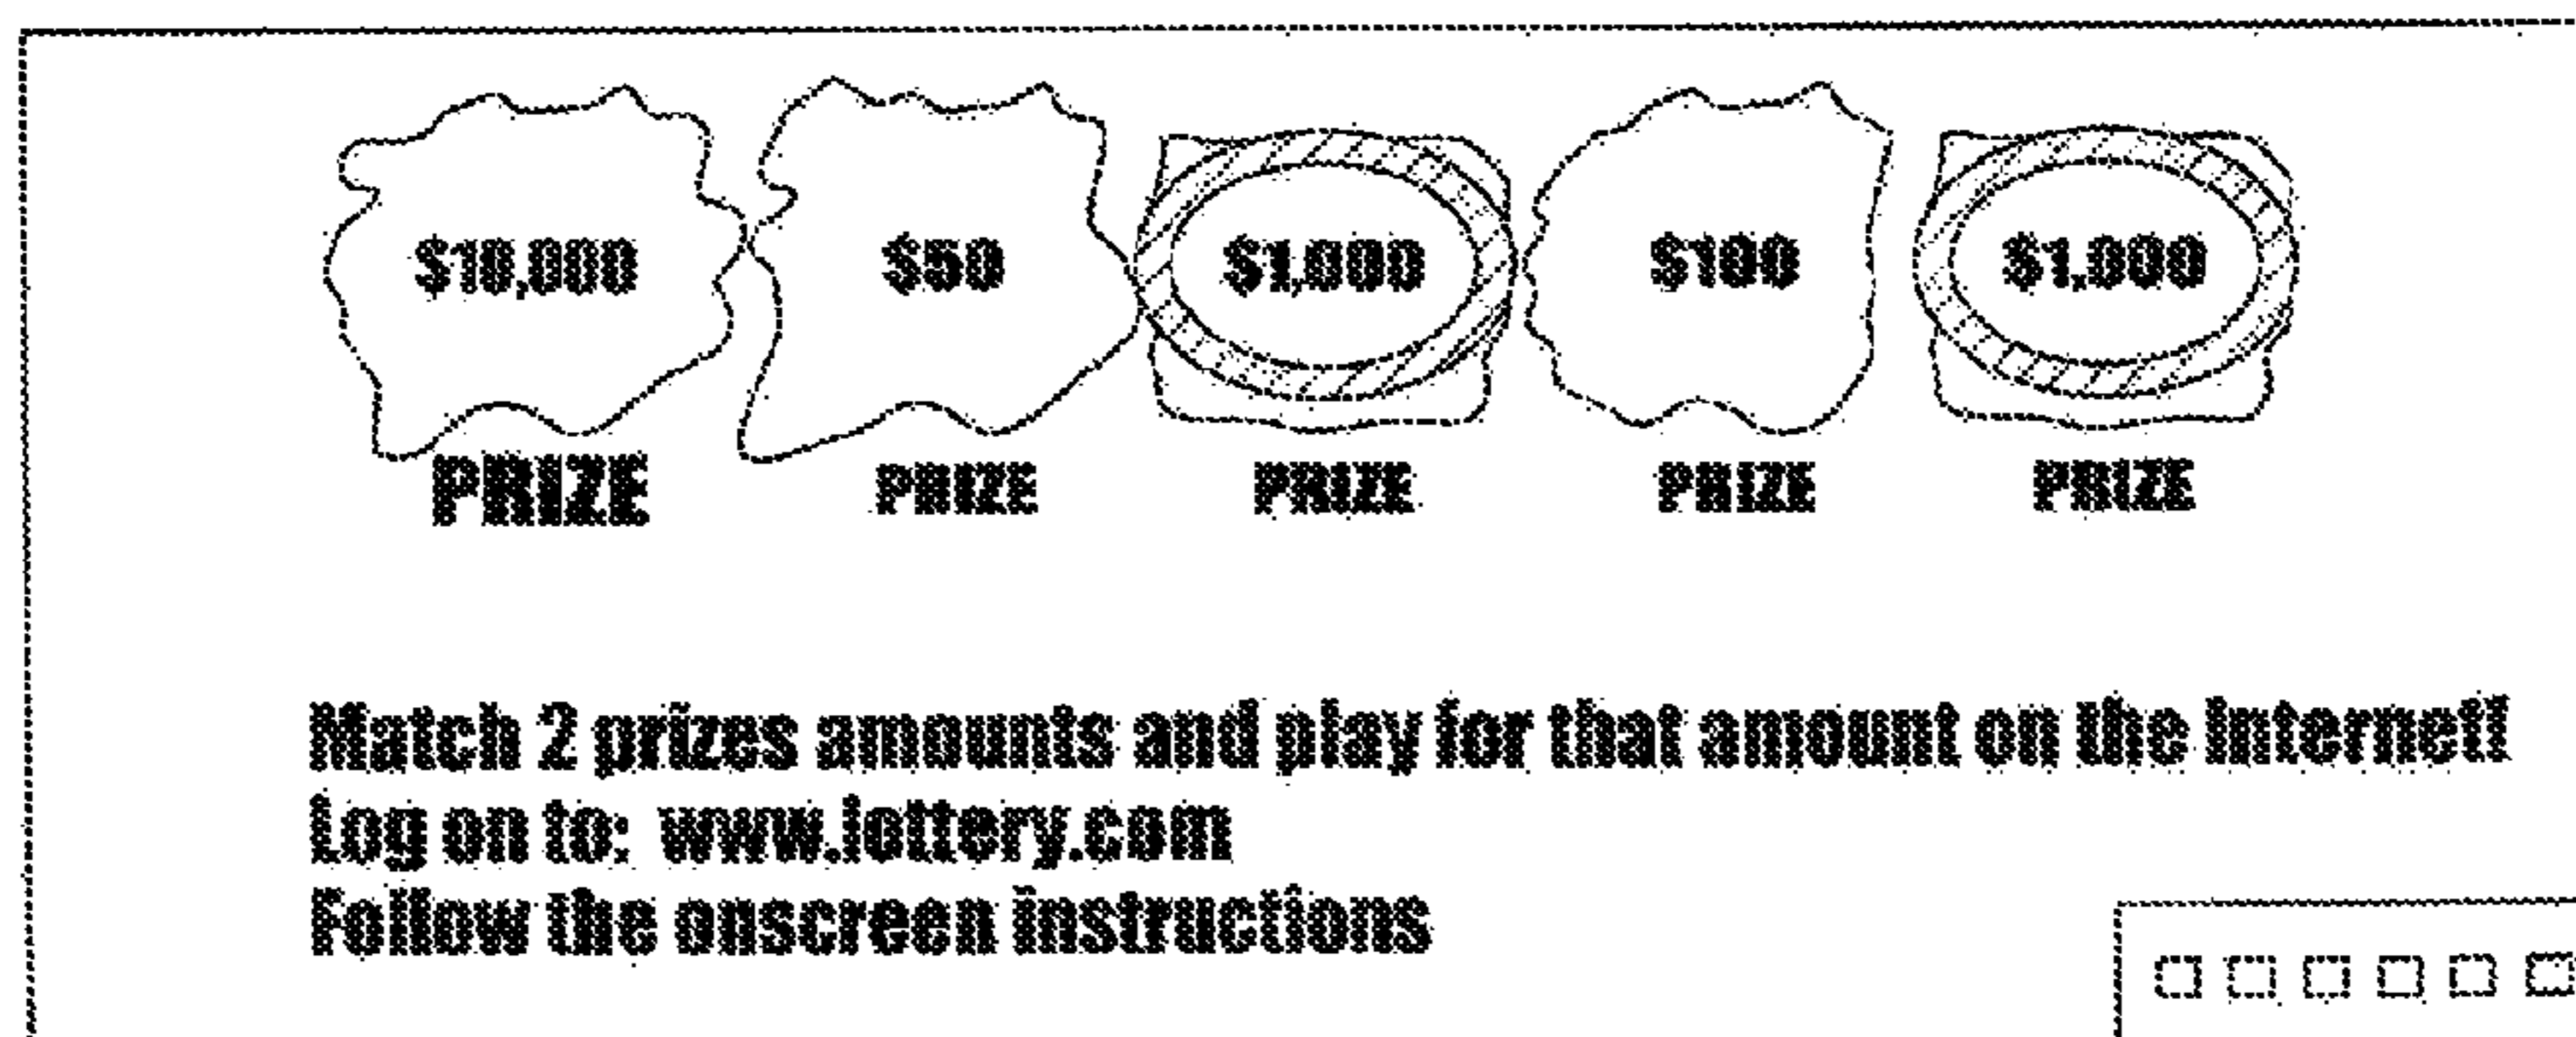 $10,000 $50 $1,000 $100 $1,000
PRIZE PRIZE PRIZE PRIZE PRIZE
Match 2 prizes amounts and play for that amount on the Internet!
Log on to: www.lottery.com
Follow the onscreen instructions